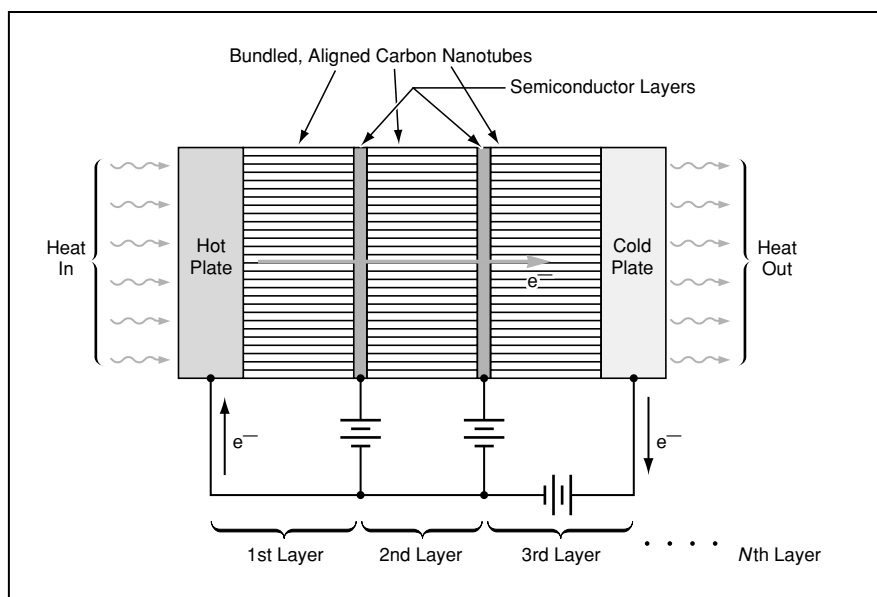 Bundled, Aligned Carbon Nanotubes
Semiconductor Layers
Heat
In
Hot
Plate
e—
Cold
Plate
Heat
Out
e—
e—
1st Layer
2nd Layer
3rd Layer
Nth Layer